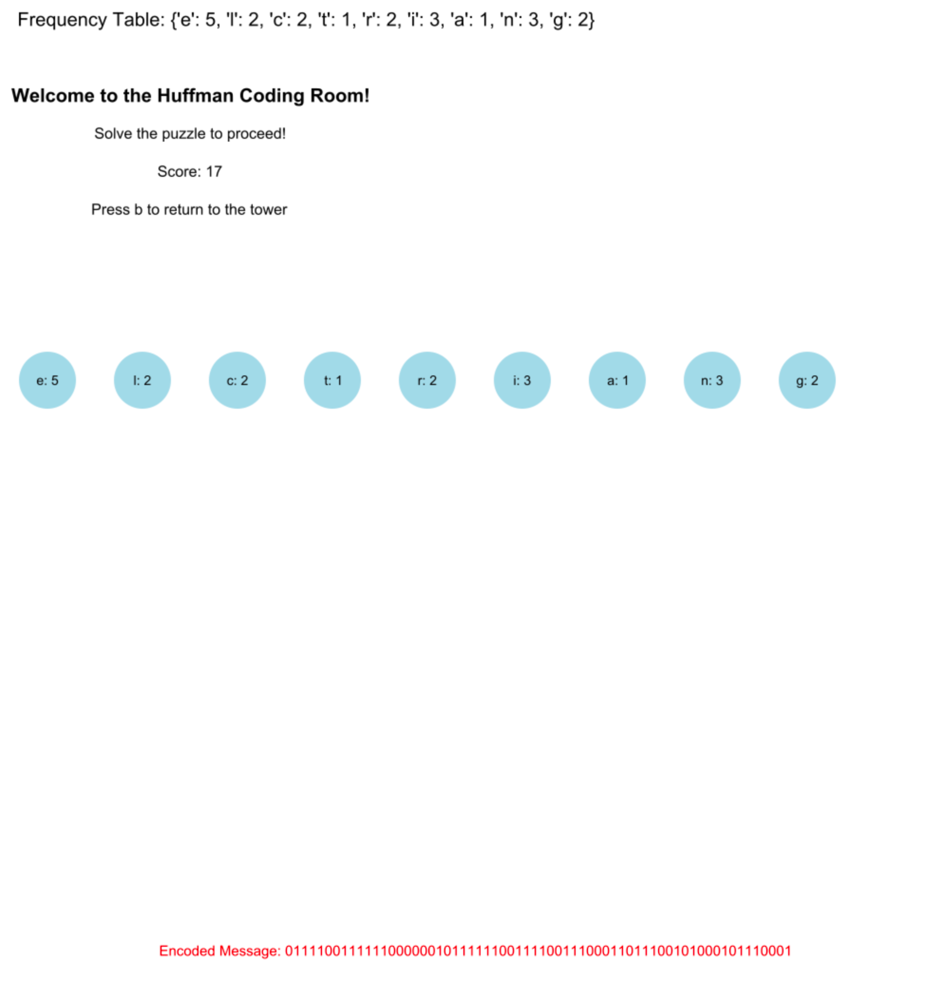 Frequency Table: {'e': 5, 'l': 2, 'c': 2, 't': 1, 'r': 2, 'i': 3, 'a': 1, 'n': 3, 'g': 2}
Welcome to the Huffman Coding Room!
Solve the puzzle to proceed!
Score: 17
Press b to return to the tower
e: 5 l: 2 c: 2 t: 1 r: 2 i: 3 a: 1 n: 3 g: 2
Encoded Message: 0111100111111000000101111110011110011100011011100101000101110001